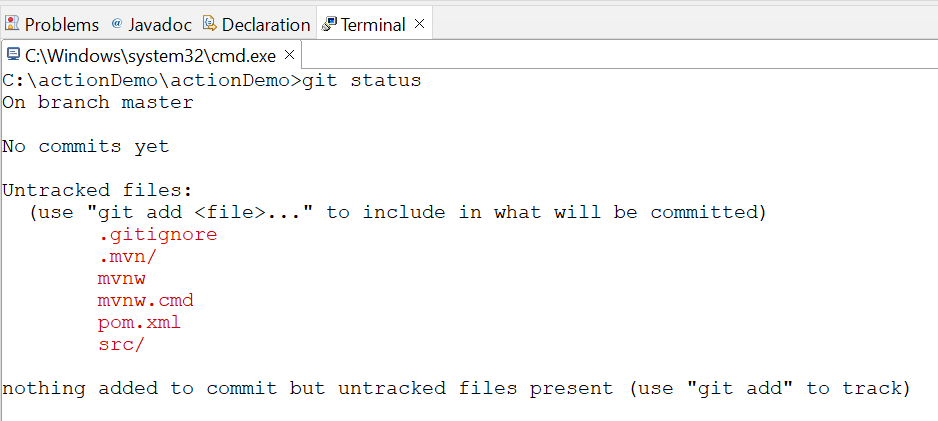 Problems @ Javadoc Declaration Terminal
C:\Windows\system32\cmd.exe
C:\actionDemo\actionDemo>git status
On branch master
No commits yet
Untracked files:
(use "git add <file>..." to include in what will be committed)
.gitignore
.mvn/
mvnw
mvnw.cmd
pom.xml
src/
nothing added to commit but untracked files present (use "git add" to track)